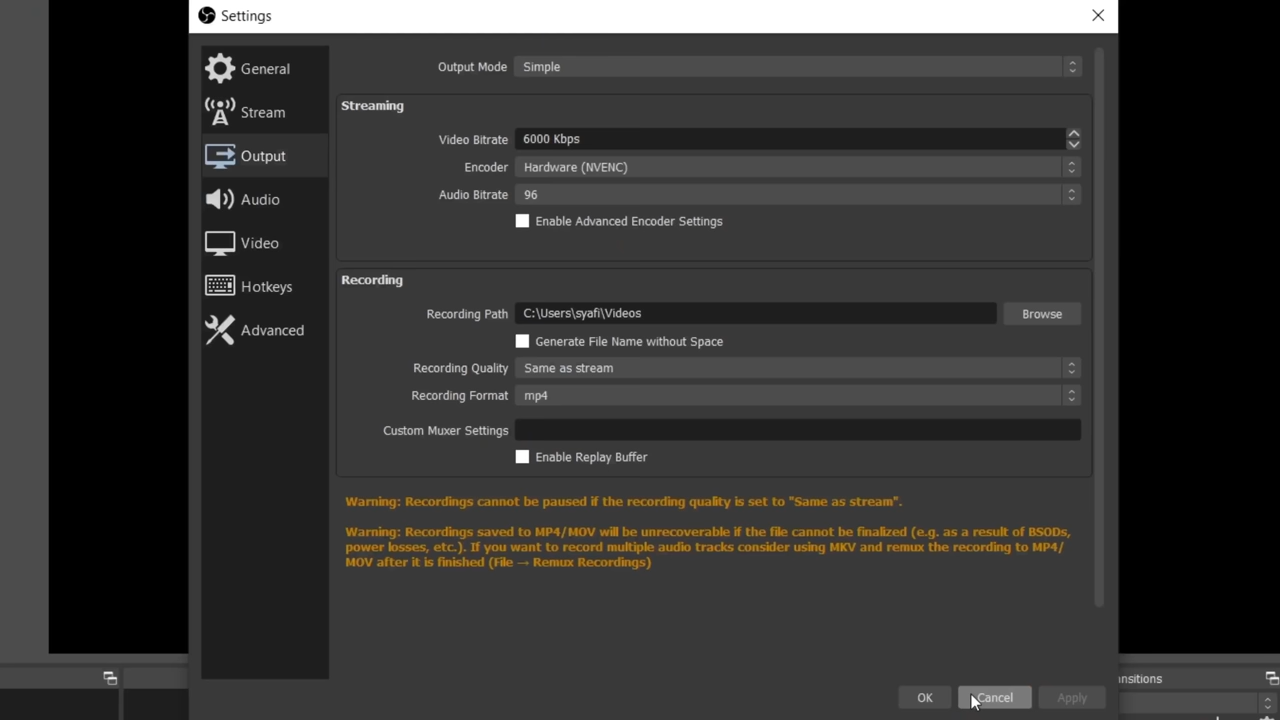 Settings
General
Stream
Output
Audio
Video
Hotkeys
Advanced
Output Mode Simple
Streaming
Video Bitrate 6000 Kbps
Encoder Hardware (NVENC)
Audio Bitrate 96
Enable Advanced Encoder Settings
Recording
Recording Path C:\Users\syafi\Videos Browse
Generate File Name without Space
Recording Quality Same as stream
Recording Format mp4
Custom Muxer Settings
Enable Replay Buffer
Warning: Recordings cannot be paused if the recording quality is set to "Same as stream".
Warning: Recordings saved to MP4/MOV will be unrecoverable if the file cannot be finalized (e.g. as a result of BSODs,
power losses, etc.). If you want to record multiple audio tracks consider using MKV and remux the recording to MP4/
MOV after it is finished (File → Remux Recordings)
nsitions
OK Cancel Apply